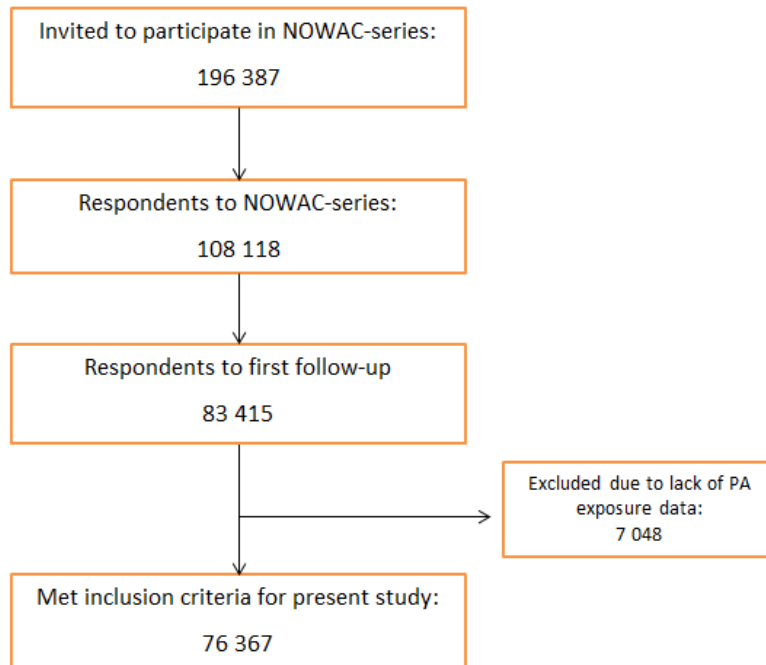 Invited to participate in NOWAC-series:
196 387
Respondents to NOWAC-series:
108 118
Respondents to first follow-up
83 415
Excluded due to lack of PA
exposure data:
7 048
Met inclusion criteria for present study:
76 367